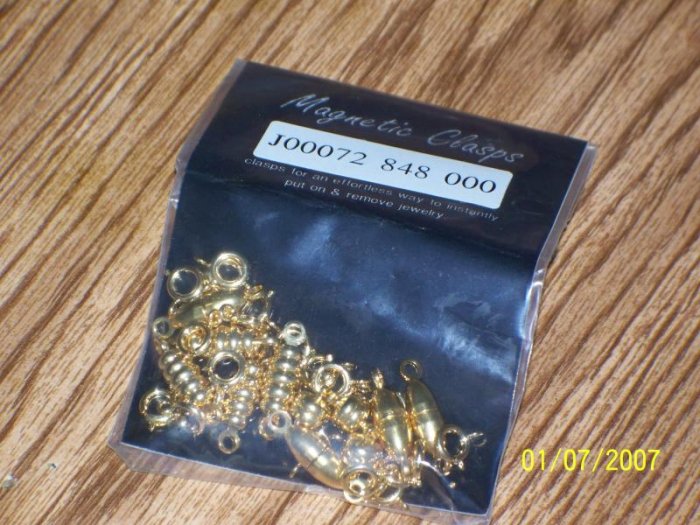 Magnetic Clasps
J00072 848 000
clasps for an effortless way to instantly
put on & remove jewelry
01/07/2007